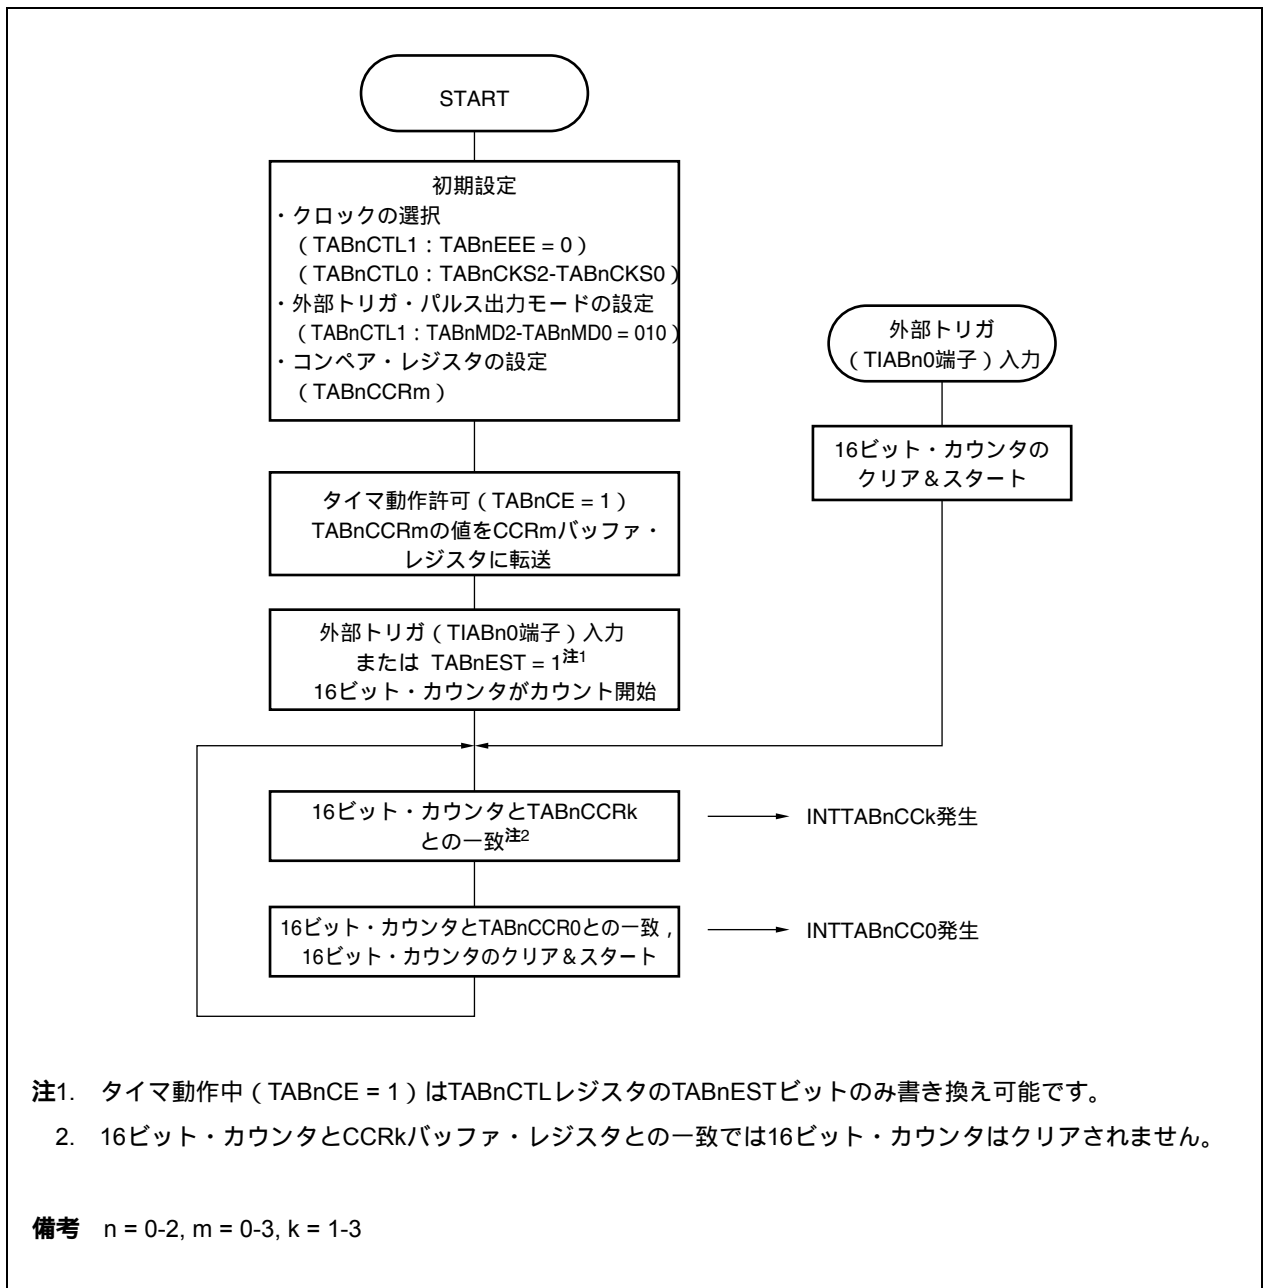 START
初期設定
・クロックの選択
（TABnCTL1：TABnEEE = 0）
（TABnCTL0：TABnCKS2-TABnCKS0）
・外部トリガ・パルス出力モードの設定
（TABnCTL1：TABnMD2-TABnMD0 = 010）
・コンペア・レジスタの設定
（TABnCCRm）
タイマ動作許可（TABnCE = 1）
TABnCCRmの値をCCRmバッファ・
レジスタに転送
外部トリガ（TIABn0端子）入力
または TABnEST = 1注1
16ビット・カウンタがカウント開始
外部トリガ
（TIABn0端子）入力
16ビット・カウンタの
クリア＆スタート
16ビット・カウンタとTABnCCRk
との一致注2
INTTABnCCk発生
16ビット・カウンタとTABnCCR0との一致，
16ビット・カウンタのクリア＆スタート
INTTABnCC0発生
注1. タイマ動作中（TABnCE = 1）はTABnCTLレジスタのTABnESTビットのみ書き換え可能です。
2. 16ビット・カウンタとCCRkバッファ・レジスタとの一致では16ビット・カウンタはクリアされません。
備考 n = 0-2, m = 0-3, k = 1-3